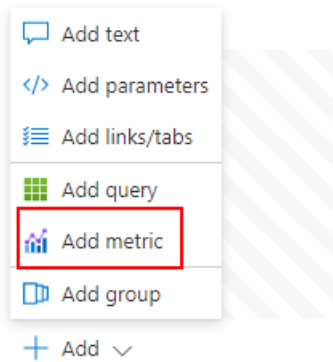 Add text
Add parameters
Add links/tabs
Add query
Add metric
Add group
Add